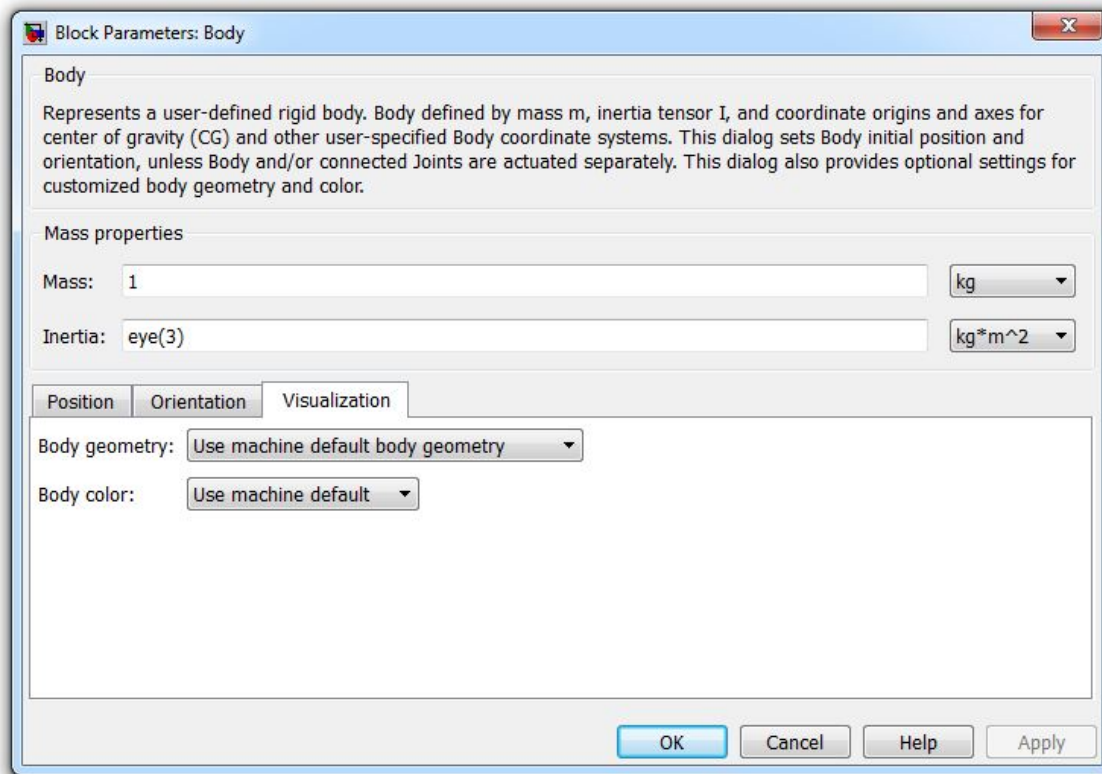 Block Parameters: Body
Body
Represents a user-defined rigid body. Body defined by mass m, inertia tensor I, and coordinate origins and axes for
center of gravity (CG) and other user-specified Body coordinate systems. This dialog sets Body initial position and
orientation, unless Body and/or connected Joints are actuated separately. This dialog also provides optional settings for
customized body geometry and color.
Mass properties
Mass: 1 kg
Inertia: eye(3) kg*m^2
Position Orientation Visualization
Body geometry: Use machine default body geometry
Body color: Use machine default
OK Cancel Help Apply